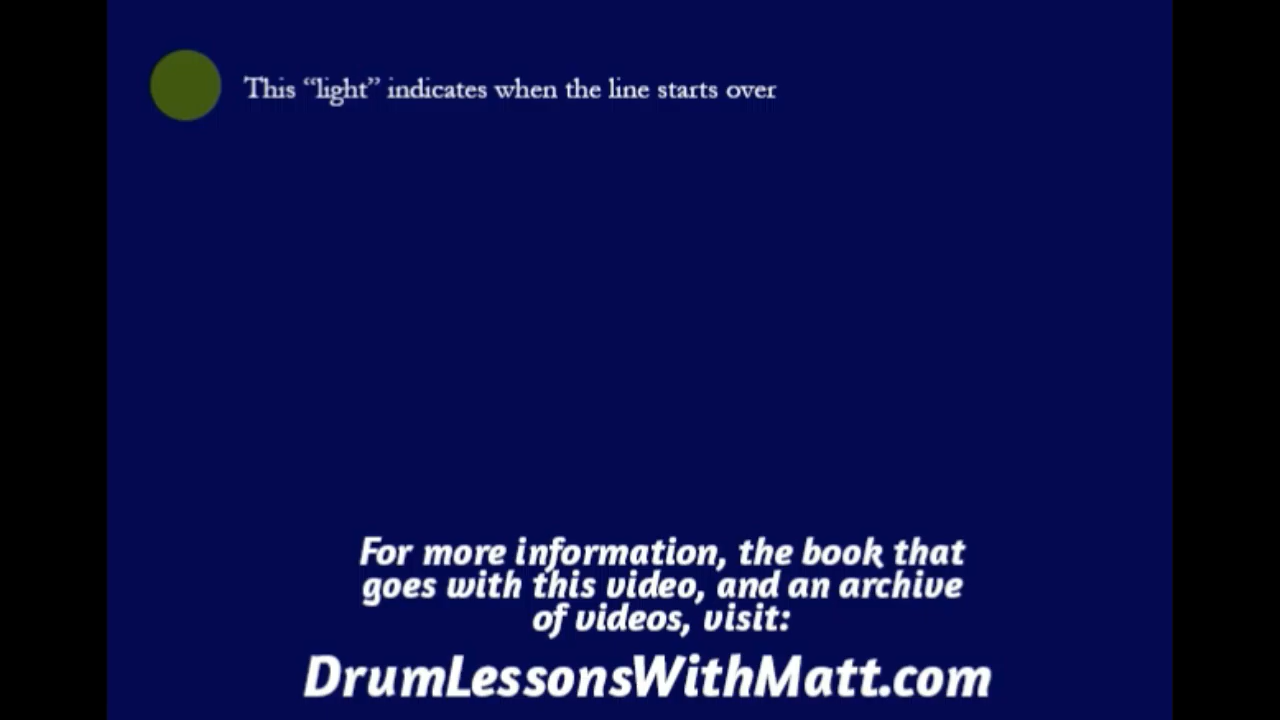 This “light” indicates when the line starts over
For more information, the book that
goes with this video, and an archive
of videos, visit:
DrumLessonsWithMatt.com